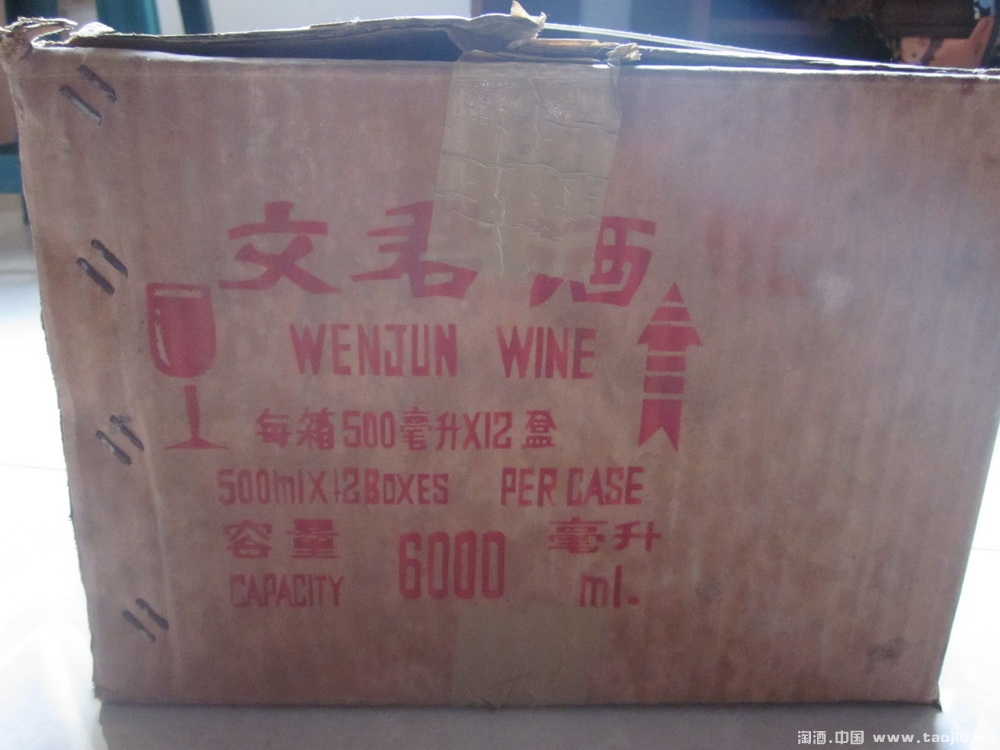 文君酒
WENJUN WINE
每箱500毫升X12盒
500mlX12BOXES PER CASE
容量 6000 毫升
CAPACITY ml.
淘酒.中国 www.taojio